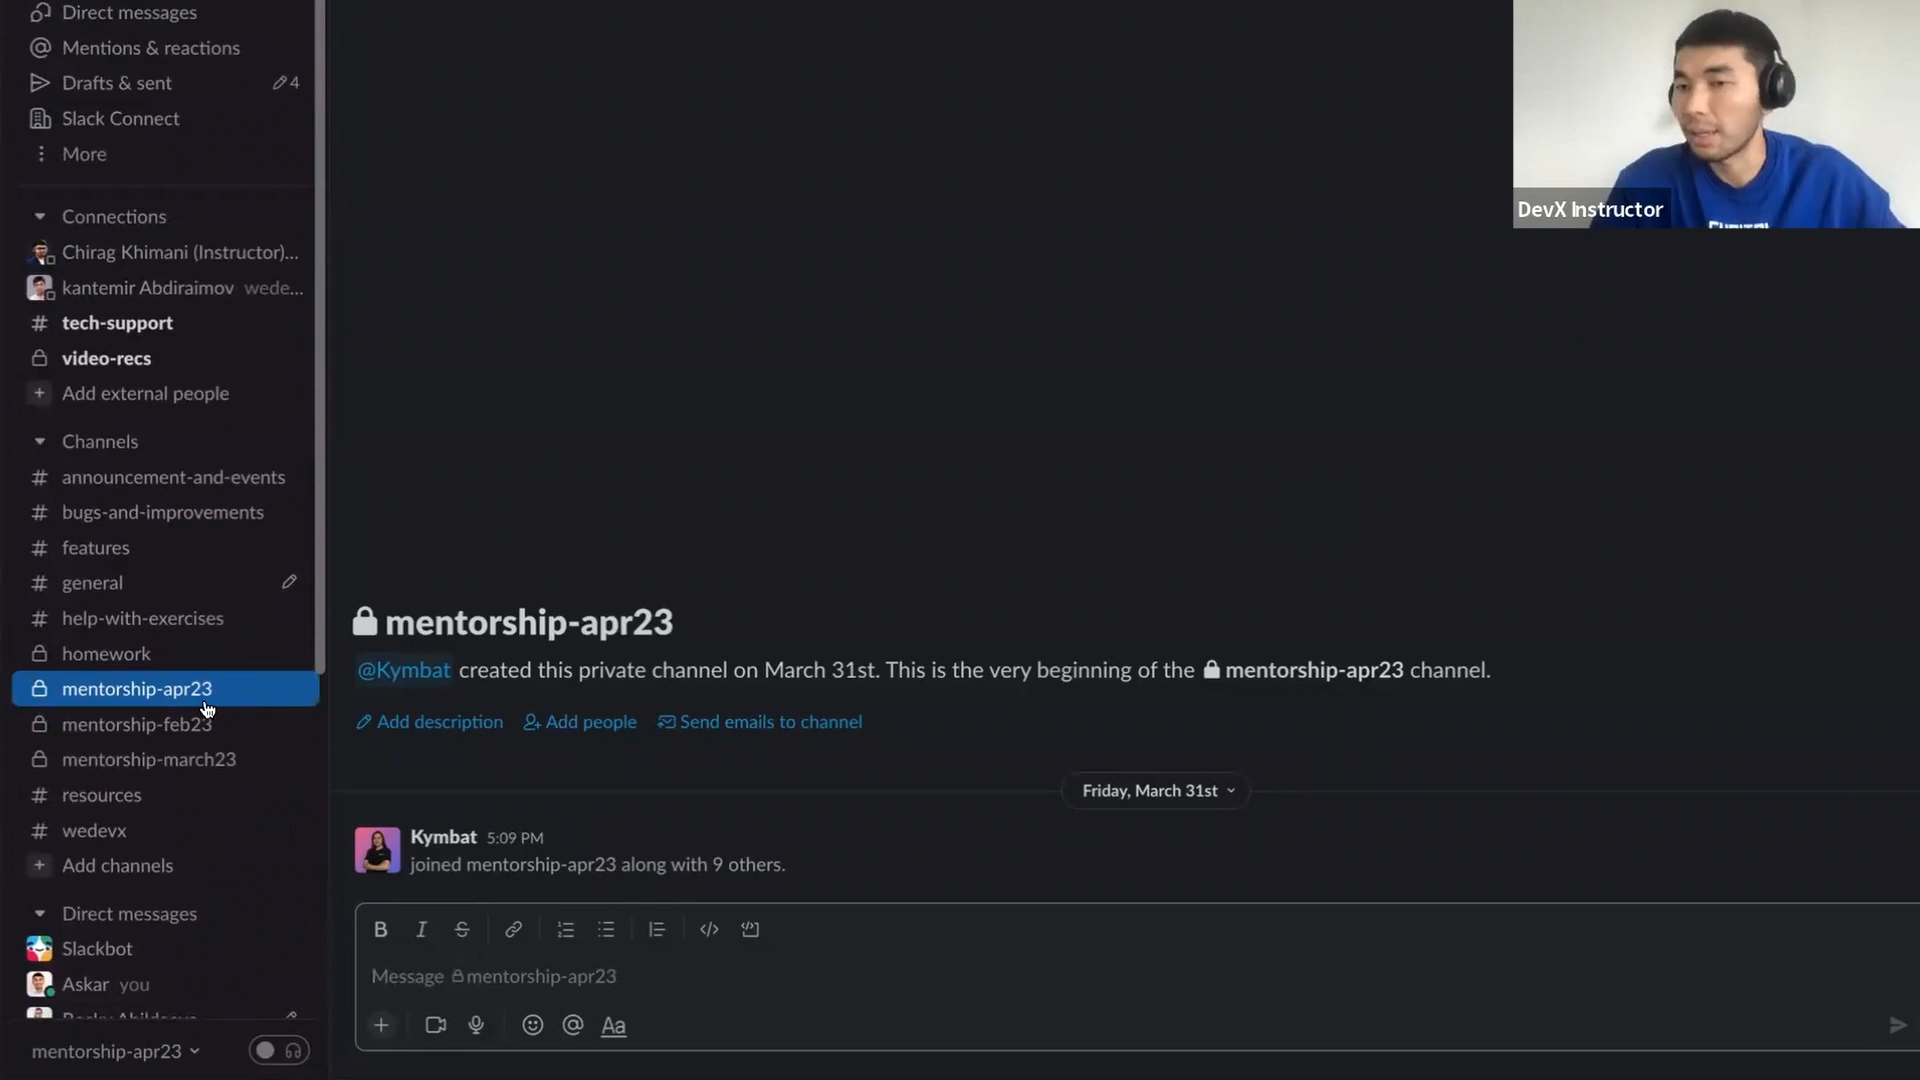 Direct messages
Mentions & reactions
Drafts & sent 4
Slack Connect
More
Connections
Chirag Khimani (Instructor)...
kantemir Abdiraimov wede...
tech-support
video-recs
+ Add external people
Channels
# announcement-and-events
# bugs-and-improvements
# features
# general
# help-with-exercises
homework
mentorship-apr23
mentorship-feb23
mentorship-march23
# resources
# wedevx
+ Add channels
Direct messages
Slackbot
Askar you
mentorship-apr23
DevX Instructor
mentorship-apr23
@Kymbat created this private channel on March 31st. This is the very beginning of the mentorship-apr23 channel.
Add description Add people Send emails to channel
Friday, March 31st
Kymbat 5:09 PM
joined mentorship-apr23 along with 9 others.
B I S
Message mentorship-apr23
+ @ Aa